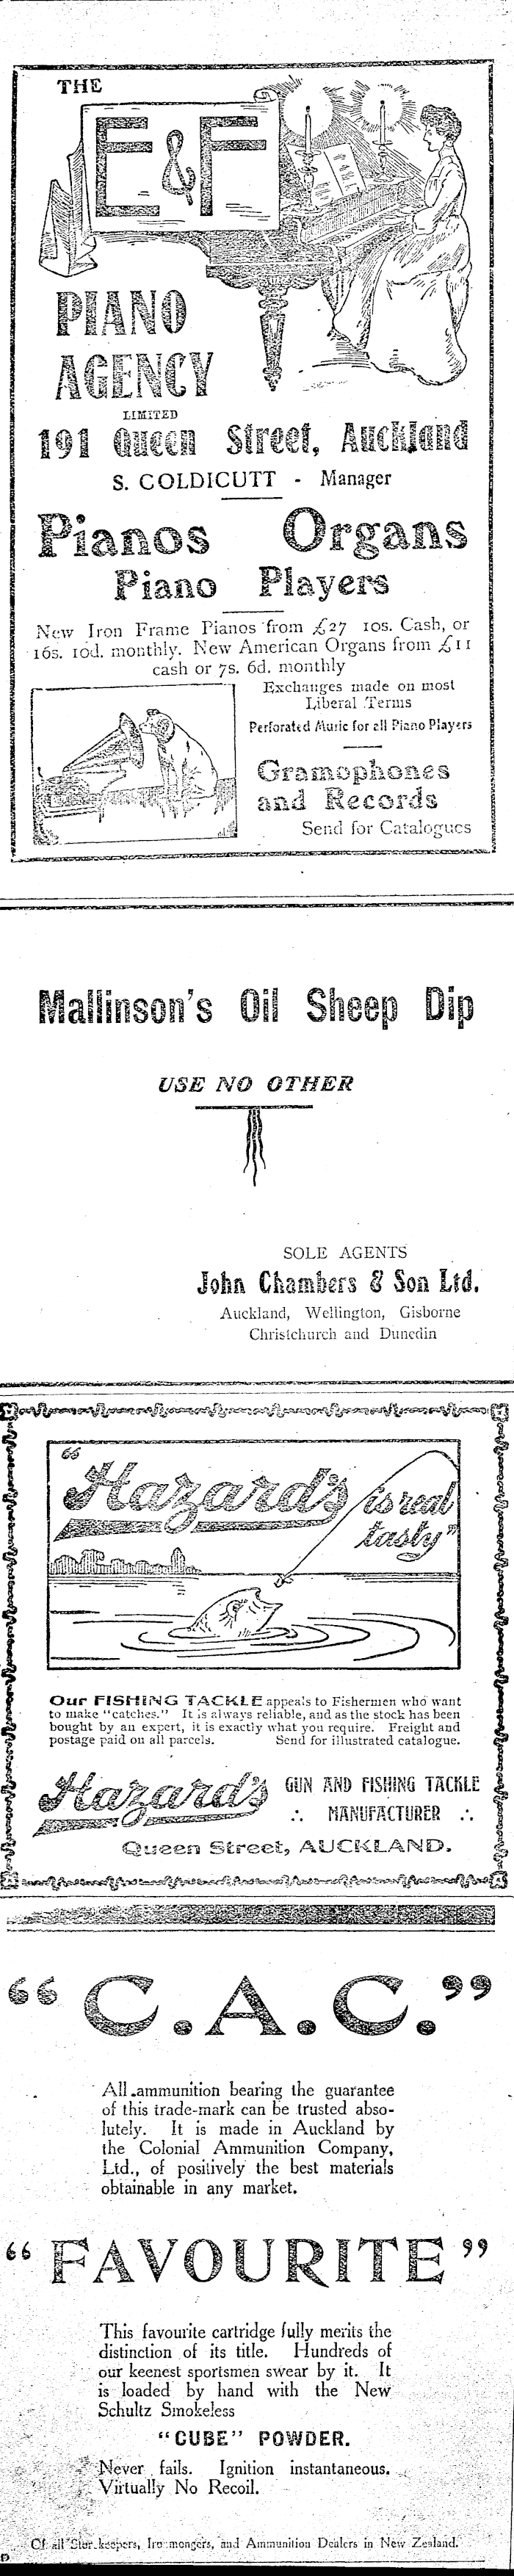 THE
E & F
PIANO
AGENCY
LIMITED
191 Queen Street, Auckland
S. COLDICUTT - Manager
Pianos Organs
Piano Players
New Iron Frame Pianos from £27 10s. Cash, or
16s. 10d. monthly. New American Organs from £11
cash or 7s. 6d. monthly
Exchanges made on most
Liberal Terms
Perforated Music for all Piano Players
Gramophones
and Records
Send for Catalogues
Mallinson's Oil Sheep Dip
USE NO OTHER
SOLE AGENTS
John Chambers & Son Ltd.
Auckland, Wellington, Gisborne
Christchurch and Dunedin
"Hazard's is real
tasty"
Our FISHING TACKLE appeals to Fishermen who want
to make "catches." It is always reliable, and as the stock has been
bought by an expert, it is exactly what you require. Freight and
postage paid on all parcels. Send for illustrated catalogue.
Hazard's GUN AND FISHING TACKLE
∴ MANUFACTURER ∴
Queen Street, AUCKLAND.
"C.A.C."
All ammunition bearing the guarantee
of this trade-mark can be trusted abso-
lutely. It is made in Auckland by
the Colonial Ammunition Company,
Ltd., of positively the best materials
obtainable in any market.
"FAVOURITE"
This favourite cartridge fully merits the
distinction of its title. Hundreds of
our keenest sportsmen swear by it. It
is loaded by hand with the New
Schultz Smokeless
"CUBE" POWDER.
Never fails. Ignition instantaneous.
Virtually No Recoil.
Of all Storekeepers, Ironmongers, and Ammunition Dealers in New Zealand.